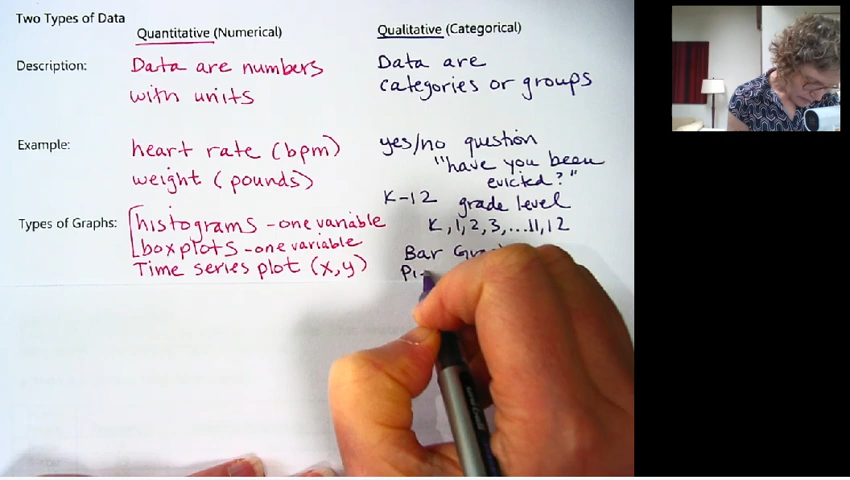 Two Types of Data
Quantitative (Numerical)
Qualitative (Categorical)
Description:
Data are numbers
with units
Data are
categories or groups
Example:
heart rate (bpm)
weight (pounds)
yes/no question
"have you been
evicted?"
K-12 grade level
K, 1, 2, 3, ... 11, 12
Types of Graphs:
histograms - one variable
boxplots - one variable
Time series plot (x,y)
Bar